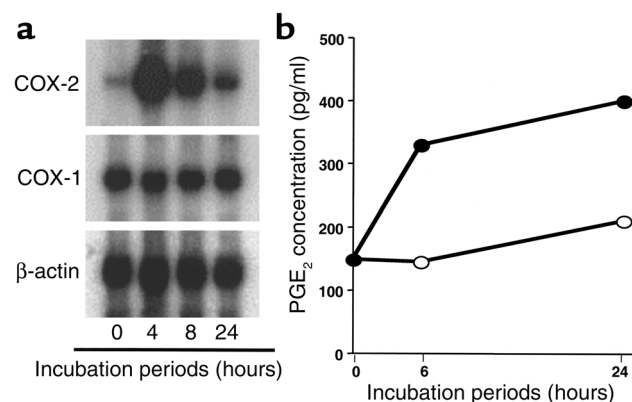 a
COX-2
COX-1
β-actin
0 4 8 24
Incubation periods (hours)
b
PGE2 concentration (pg/ml)
500
400
300
200
100
0
0 6 24
Incubation periods (hours)